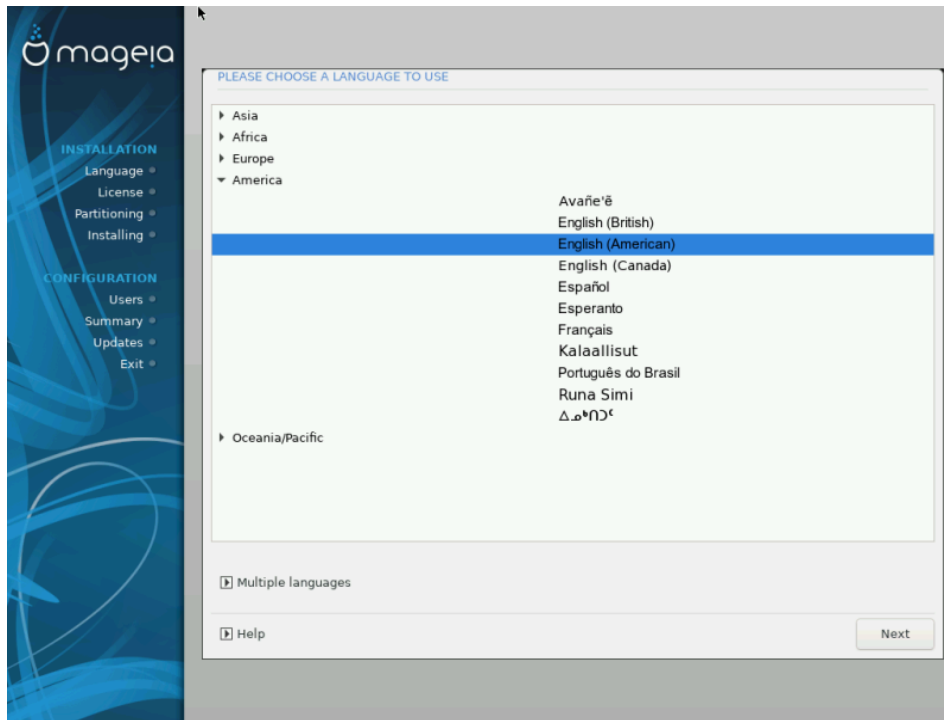 mageia
INSTALLATION
Language
License
Partitioning
Installing
CONFIGURATION
Users
Summary
Updates
Exit
PLEASE CHOOSE A LANGUAGE TO USE
Asia
Africa
Europe
America
Avañe'ẽ
English (British)
English (American)
English (Canada)
Español
Esperanto
Français
Kalaallisut
Português do Brasil
Runa Simi
ᐃᓄᒃᑎᑐᑦ
Oceania/Pacific
Multiple languages
Help
Next